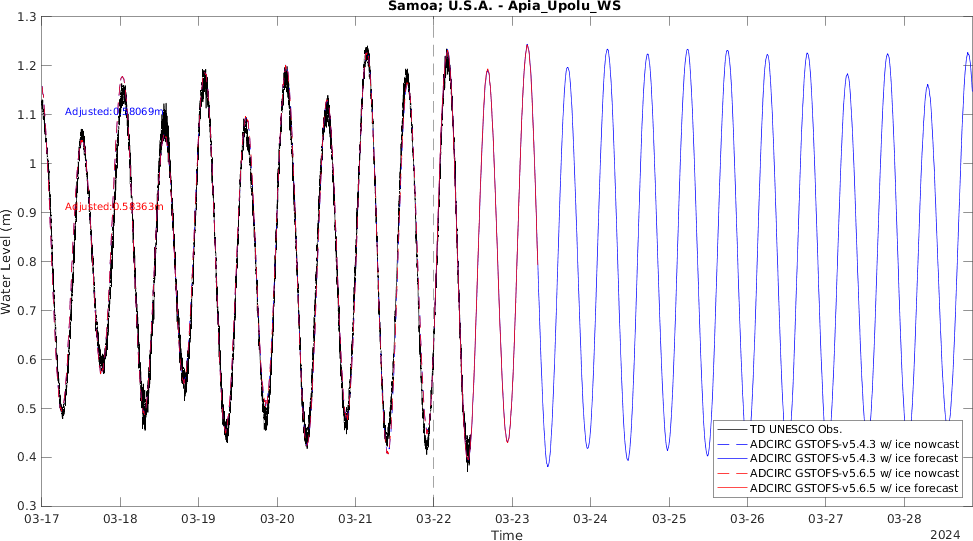 Samoa; U.S.A. - Apia_Upolu_WS
1.3
1.2
1.1
1
0.9
0.8
0.7
0.6
0.5
0.4
0.3
Water Level (m)
Adjusted:0.58069m
Adjusted:0.58363m
TD UNESCO Obs.
ADCIRC GSTOFS-v5.4.3 w/ ice nowcast
ADCIRC GSTOFS-v5.4.3 w/ ice forecast
ADCIRC GSTOFS-v5.6.5 w/ ice nowcast
ADCIRC GSTOFS-v5.6.5 w/ ice forecast
03-17 03-18 03-19 03-20 03-21 03-22 03-23 03-24 03-25 03-26 03-27 03-28
Time
2024